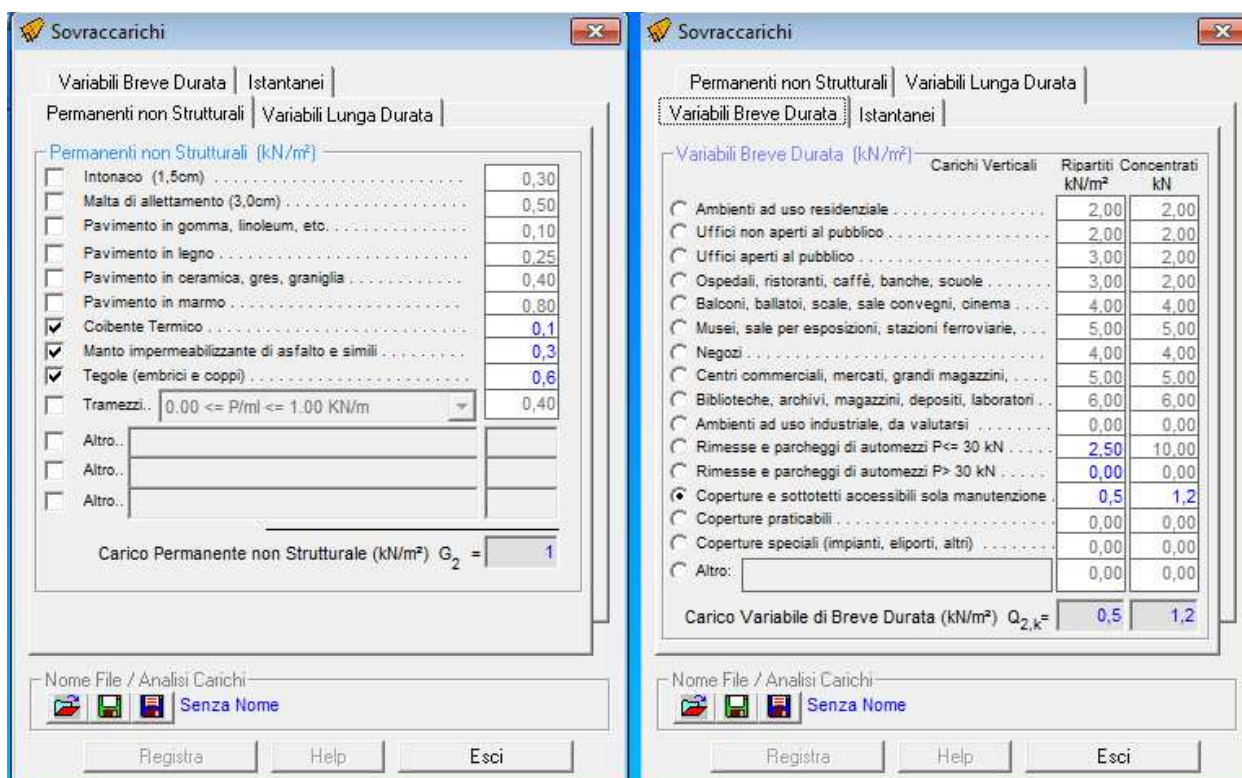 Sovraccarichi
Variabili Breve Durata Istantanei
Permanenti non Strutturali Variabili Lunga Durata
Permanenti non Strutturali (kN/m²)
Intonaco (1,5cm) 0,30
Malta di allettamento (3,0cm) 0,50
Pavimento in gomma, linoleum, etc. 0,10
Pavimento in legno 0,25
Pavimento in ceramica, gres, graniglia 0,40
Pavimento in marmo 0,80
Coibente Termico 0,1
Manto impermeabilizzante di asfalto e simili 0,3
Tegole (embrici e coppi) 0,6
Tramezzi.. 0.00 <= P/ml <= 1.00 KN/m 0,40
Altro..
Altro..
Altro..
Carico Permanente non Strutturale (kN/m²) G2 = 1
Nome File / Analisi Carichi
Senza Nome
Registra Help Esci
Sovraccarichi
Permanenti non Strutturali Variabili Lunga Durata
Variabili Breve Durata Istantanei
Variabili Breve Durata (kN/m²) Carichi Verticali Ripartiti Concentrati
kN/m² kN
Ambienti ad uso residenziale 2,00 2,00
Uffici non aperti al pubblico 2,00 2,00
Uffici aperti al pubblico 3,00 2,00
Ospedali, ristoranti, caffè, banche, scuole 3,00 2,00
Balconi, ballatoi, scale, sale convegni, cinema 4,00 4,00
Musei, sale per esposizioni, stazioni ferroviarie, 5,00 5,00
Negozi 4,00 4,00
Centri commerciali, mercati, grandi magazzini, 5,00 5,00
Biblioteche, archivi, magazzini, depositi, laboratori 6,00 6,00
Ambienti ad uso industriale, da valutarsi 0,00 0,00
Rimesse e parcheggi di automezzi P<= 30 kN 2,50 10,00
Rimesse e parcheggi di automezzi P> 30 kN 0,00 0,00
Coperture e sottotetti accessibili sola manutenzione 0,5 1,2
Coperture praticabili 0,00 0,00
Coperture speciali (impianti, eliporti, altri) 0,00 0,00
Altro: 0,00 0,00
Carico Variabile di Breve Durata (kN/m²) Q2,k= 0,5 1,2
Nome File / Analisi Carichi
Senza Nome
Registra Help Esci